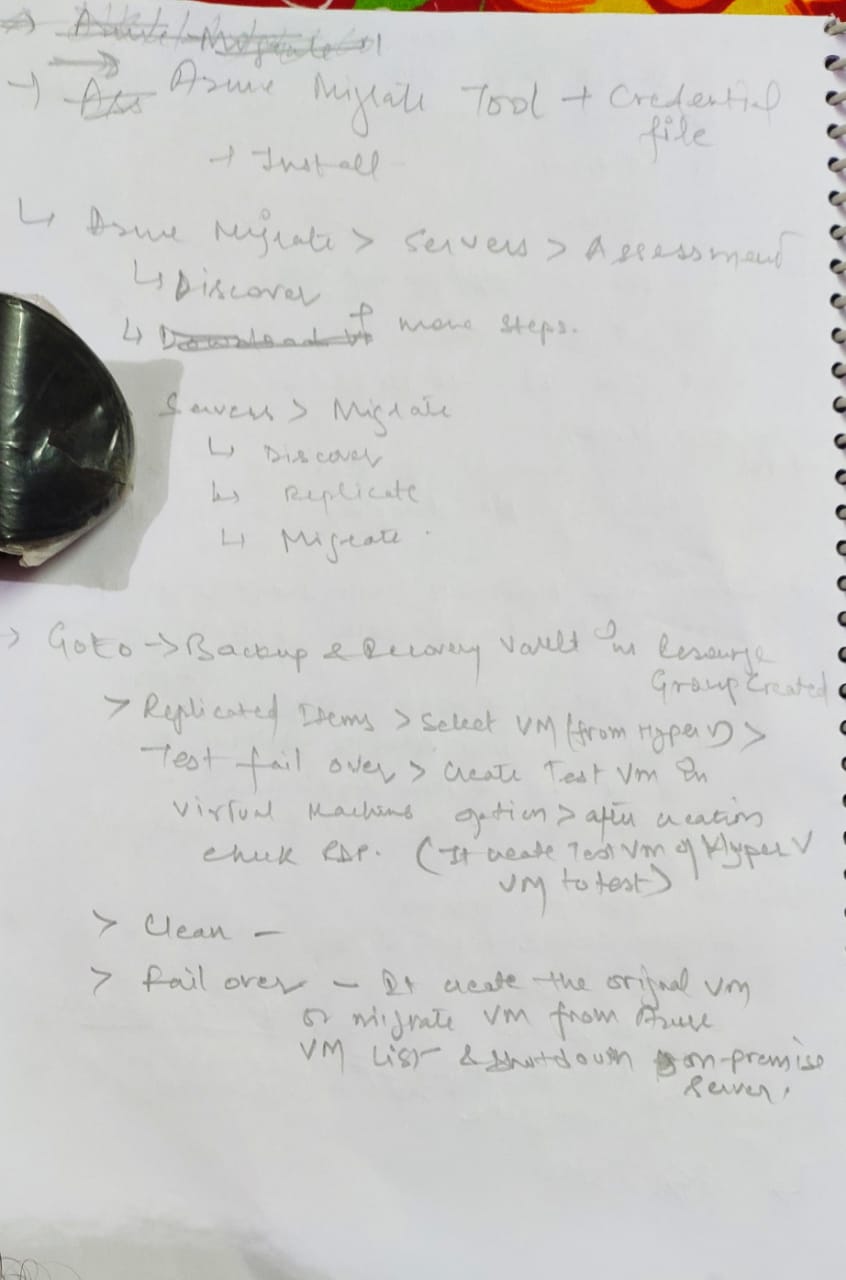 → Azure Migrate Tool + Credential
file
→ Install
↳ Azure Migrate > Servers > Assessment
↳ Discover
↳ + more steps.
Servers > Migrate
↳ Discover
↳ Replicate
↳ Migrate.
→ Goto → Backup & Recovery Vault In Resource
Group Created
> Replicated Items > Select VM (from Hyper V) >
Test fail over > Create Test Vm in
Virtual Machine option > after creation
check RDP. (It create Test Vm of Hyper V
VM to test)
> Clean -
> Fail over - It create the original VM
or migrate VM from Azure
VM List & shutdown on-premise
server.